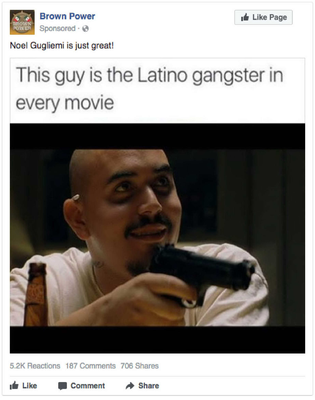 Brown Power
Like Page
Sponsored ·
Noel Gugliemi is just great!
This guy is the Latino gangster in
every movie
5.2K Reactions 187 Comments 706 Shares
Like Comment Share